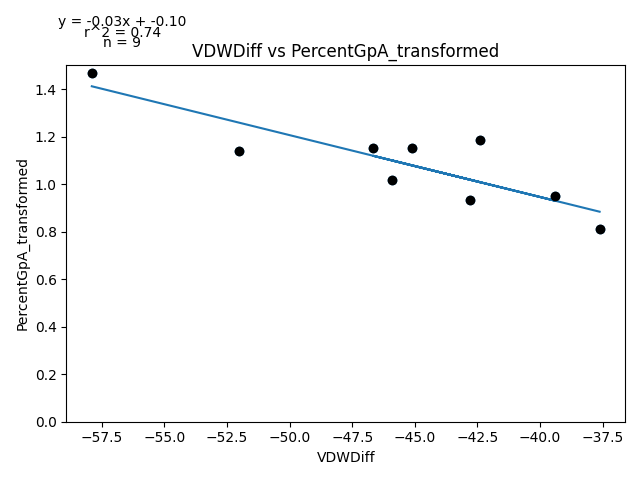 y = -0.03x + -0.10
r^2 = 0.74
n = 9
VDWDiff vs PercentGpA_transformed
PercentGpA_transformed
1.4
1.2
1.0
0.8
0.6
0.4
0.2
0.0
−57.5 −55.0 −52.5 −50.0 −47.5 −45.0 −42.5 −40.0 −37.5
VDWDiff